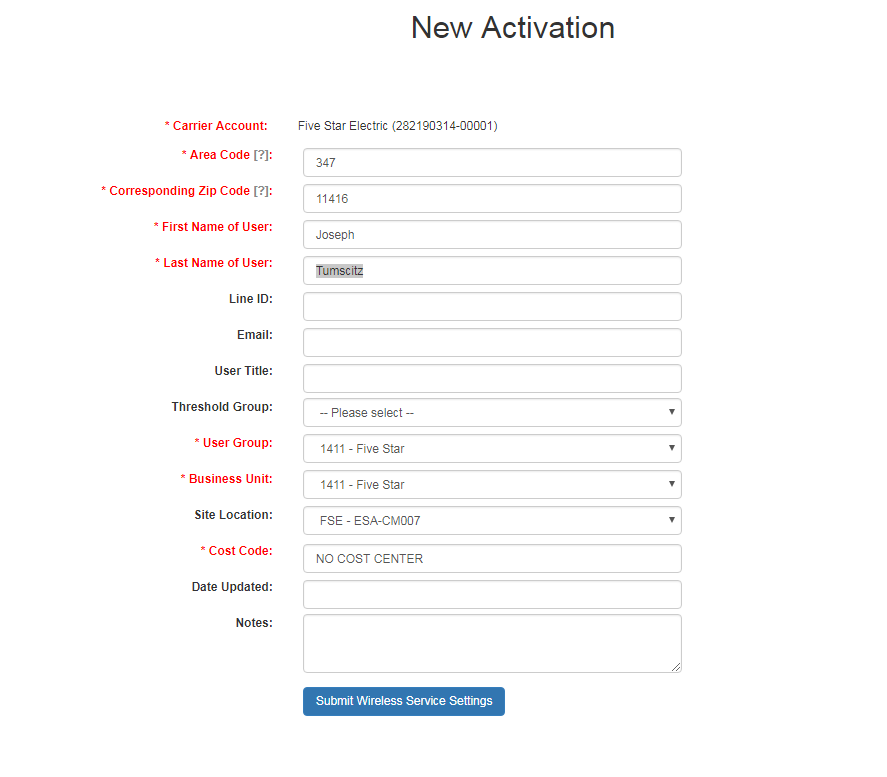 New Activation
* Carrier Account: Five Star Electric (282190314-00001)
* Area Code [?]: 347
* Corresponding Zip Code [?]: 11416
* First Name of User: Joseph
* Last Name of User: Tumscitz
Line ID:
Email:
User Title:
Threshold Group: -- Please select --
* User Group: 1411 - Five Star
* Business Unit: 1411 - Five Star
Site Location: FSE - ESA-CM007
* Cost Code: NO COST CENTER
Date Updated:
Notes:
Submit Wireless Service Settings